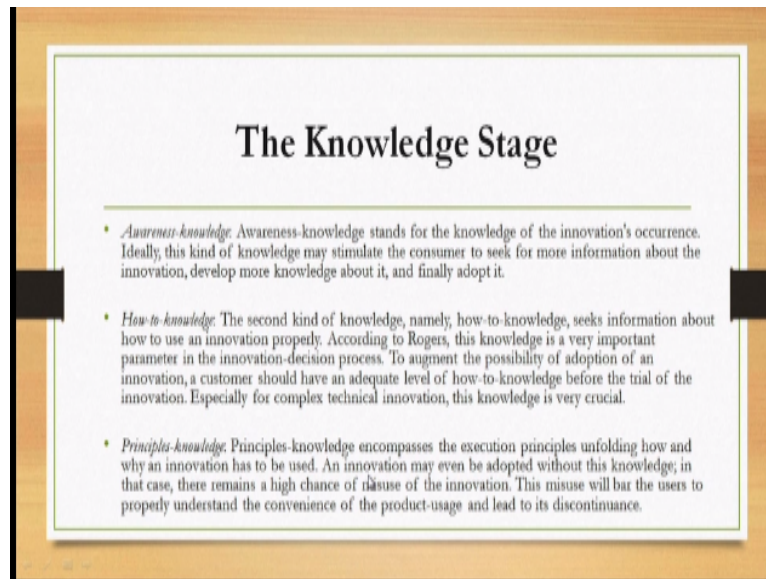 The Knowledge Stage
• Awareness-knowledge: Awareness-knowledge stands for the knowledge of the innovation's occurrence.
Ideally, this kind of knowledge may stimulate the consumer to seek for more information about the
innovation, develop more knowledge about it, and finally adopt it.
• How-to-knowledge: The second kind of knowledge, namely, how-to-knowledge, seeks information about
how to use an innovation properly. According to Rogers, this knowledge is a very important
parameter in the innovation-decision process. To augment the possibility of adoption of an
innovation, a customer should have an adequate level of how-to-knowledge before the trial of the
innovation. Especially for complex technical innovation, this knowledge is very crucial.
• Principles-knowledge: Principles-knowledge encompasses the execution principles unfolding how and
why an innovation has to be used. An innovation may even be adopted without this knowledge; in
that case, there remains a high chance of misuse of the innovation. This misuse will bar the users to
properly understand the convenience of the product-usage and lead to its discontinuance.